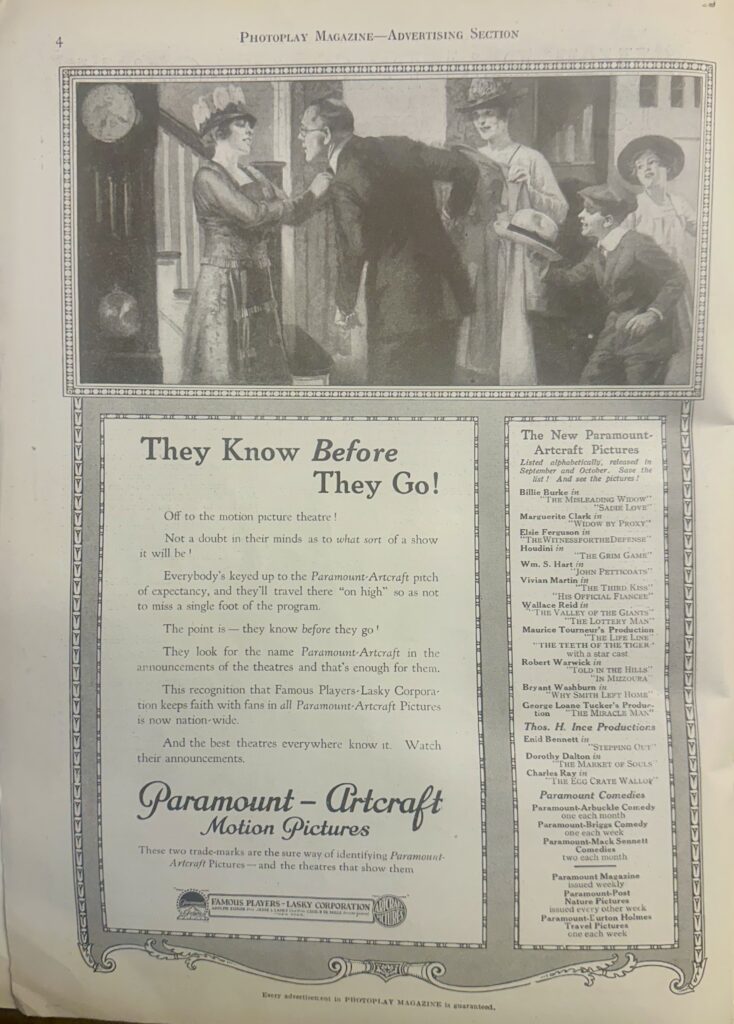 4
PHOTOPLAY MAGAZINE—ADVERTISING SECTION
They Know Before
They Go!
Off to the motion picture theatre!
Not a doubt in their minds as to what sort of a show
it will be!
Everybody's keyed up to the Paramount-Artcraft pitch
of expectancy, and they'll travel there "on high" so as not
to miss a single foot of the program.
The point is — they know before they go!
They look for the name Paramount-Artcraft in the
announcements of the theatres and that's enough for them.
This recognition that Famous Players-Lasky Corpora-
tion keeps faith with fans in all Paramount-Artcraft Pictures
is now nation-wide.
And the best theatres everywhere know it. Watch
their announcements.
Paramount – Artcraft
Motion Pictures
These two trade-marks are the sure way of identifying Paramount-
Artcraft Pictures — and the theatres that show them
FAMOUS PLAYERS-LASKY CORPORATION
ARTCRAFT
PICTURES
The New Paramount-
Artcraft Pictures
Listed alphabetically, released in
September and October. Save the
list! And see the pictures!
Billie Burke in
"THE MISLEADING WIDOW"
"SADIE LOVE"
Marguerite Clark in
"WIDOW BY PROXY"
Elsie Ferguson in
"THE WITNESS FOR THE DEFENSE"
Houdini in
"THE GRIM GAME"
Wm. S. Hart in
"JOHN PETTICOATS"
Vivian Martin in
"THE THIRD KISS"
"HIS OFFICIAL FIANCEE"
Wallace Reid in
"THE VALLEY OF THE GIANTS"
"THE LOTTERY MAN"
Maurice Tourneur's Production
"THE LIFE LINE"
"THE TEETH OF THE TIGER"
with a star cast
Robert Warwick in
"TOLD IN THE HILLS"
"IN MIZZOURA"
Bryant Washburn in
"WHY SMITH LEFT HOME"
George Loane Tucker's Produc-
tion "THE MIRACLE MAN"
Thos. H. Ince Productions
Enid Bennett in
"STEPPING OUT"
Dorothy Dalton in
"THE MARKET OF SOULS"
Charles Ray in
"THE EGG CRATE WALLOP"
Paramount Comedies
Paramount-Arbuckle Comedy
one each month
Paramount-Briggs Comedy
one each week
Paramount-Mack Sennett
Comedies
two each month
Paramount Magazine
issued weekly
Paramount-Post
Nature Pictures
issued every other week
Paramount-Burton Holmes
Travel Pictures
one each week
Every advertisement in PHOTOPLAY MAGAZINE is guaranteed.